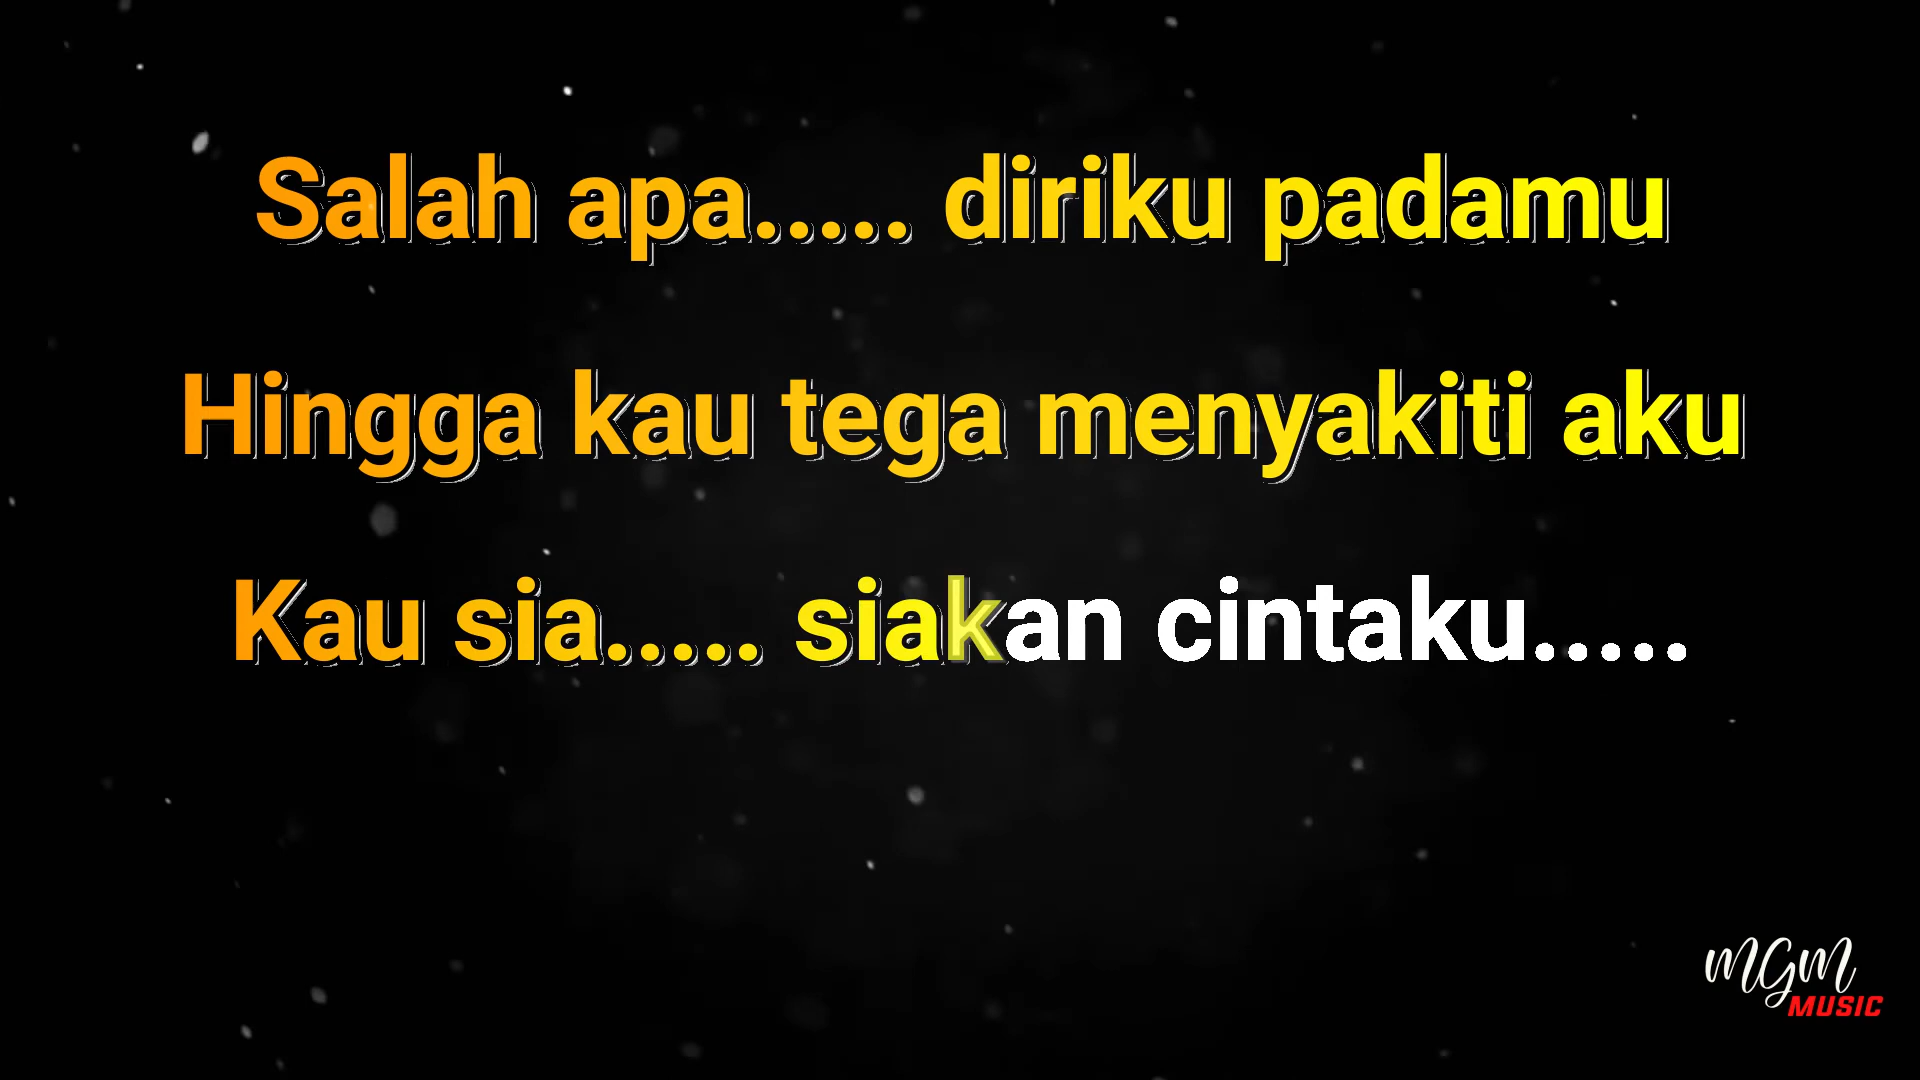 Salah apa..... diriku padamu
Hingga kau tega menyakiti aku
Kau sia..... siakan cintaku.....
MGM
MUSIC